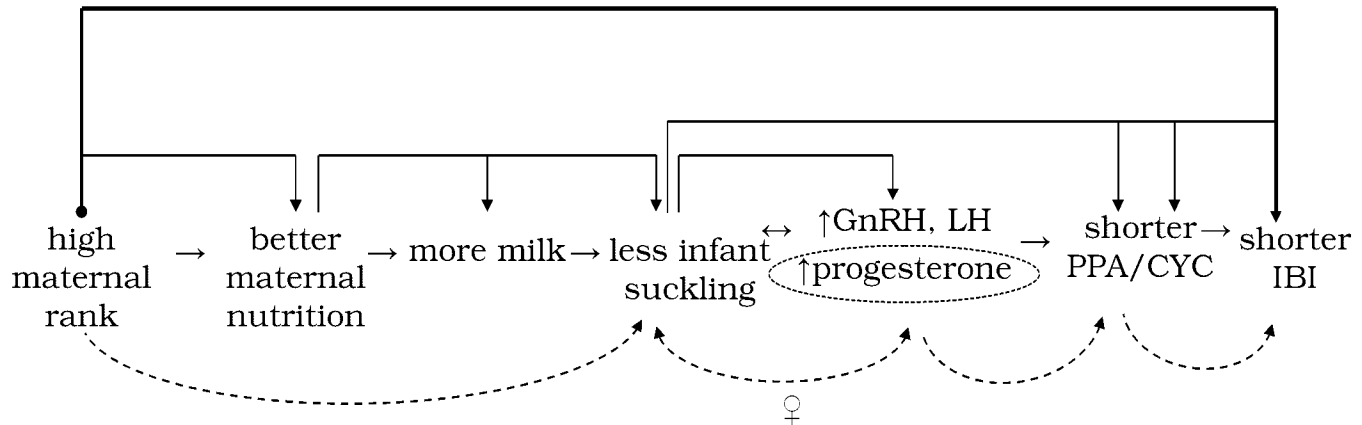 high
maternal
rank
→
better
maternal
nutrition
→
more milk
→
less infant
suckling
↔
↑GnRH, LH
↑progesterone
→
shorter
PPA/CYC
→
shorter
IBI
♀